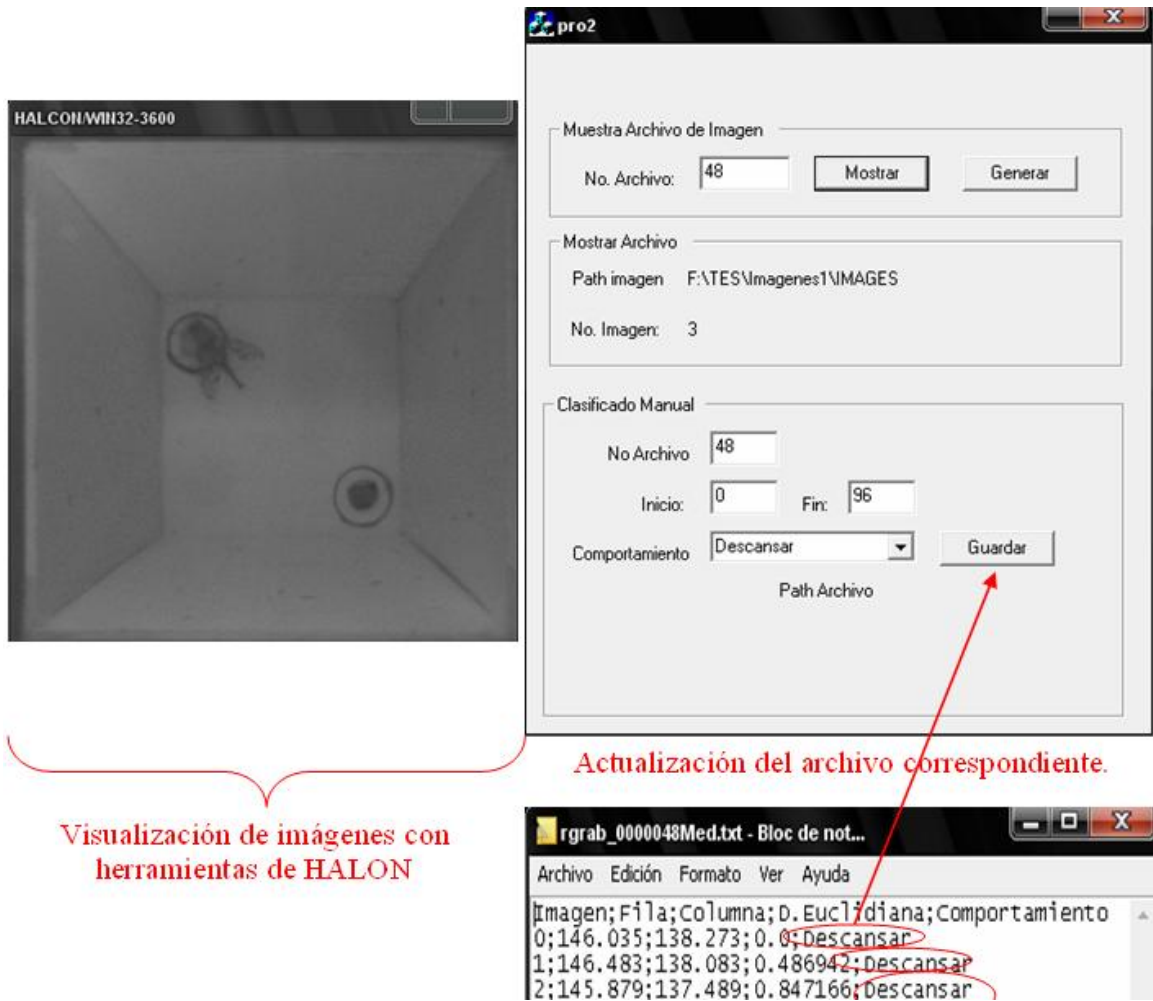 HALCON/WIN32-3600
pro2
Muestra Archivo de Imagen
No. Archivo: 48 Mostrar Generar
Mostrar Archivo
Path imagen F:\TES\Imagenes1\IMAGES
No. Imagen: 3
Clasificado Manual
No Archivo 48
Inicio: 0 Fin: 96
Comportamiento Descansar Guardar
Path Archivo
Visualización de imágenes con
herramientas de HALON
Actualización del archivo correspondiente.
rgrab_0000048Med.txt - Bloc de not...
Archivo Edición Formato Ver Ayuda
Imagen;Fila;Columna;D.Euclidiana;Comportamiento
0;146.035;138.273;0.0;Descansar
1;146.483;138.083;0.486942;Descansar
2;145.879;137.489;0.847166;Descansar